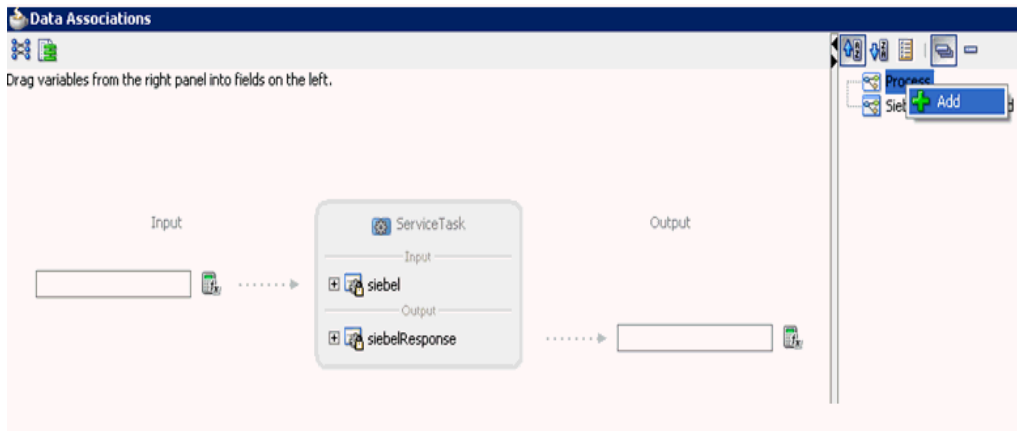 Data Associations
Drag variables from the right panel into fields on the left.
Process
Add
Input
ServiceTask
Output
Input
siebel
Output
siebelResponse